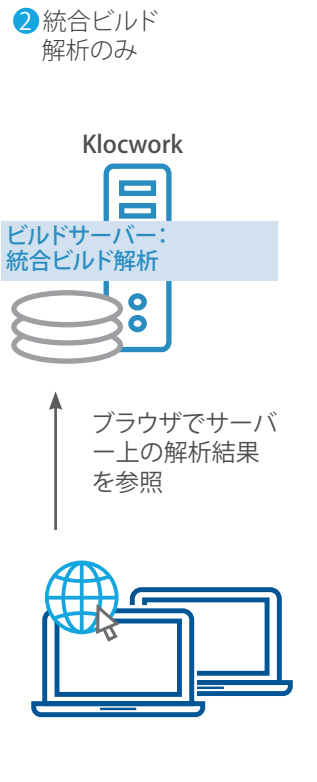 ❷統合ビルド
解析のみ
Klocwork
ビルドサーバー：
統合ビルド解析
ブラウザでサーバ
ー上の解析結果
を参照